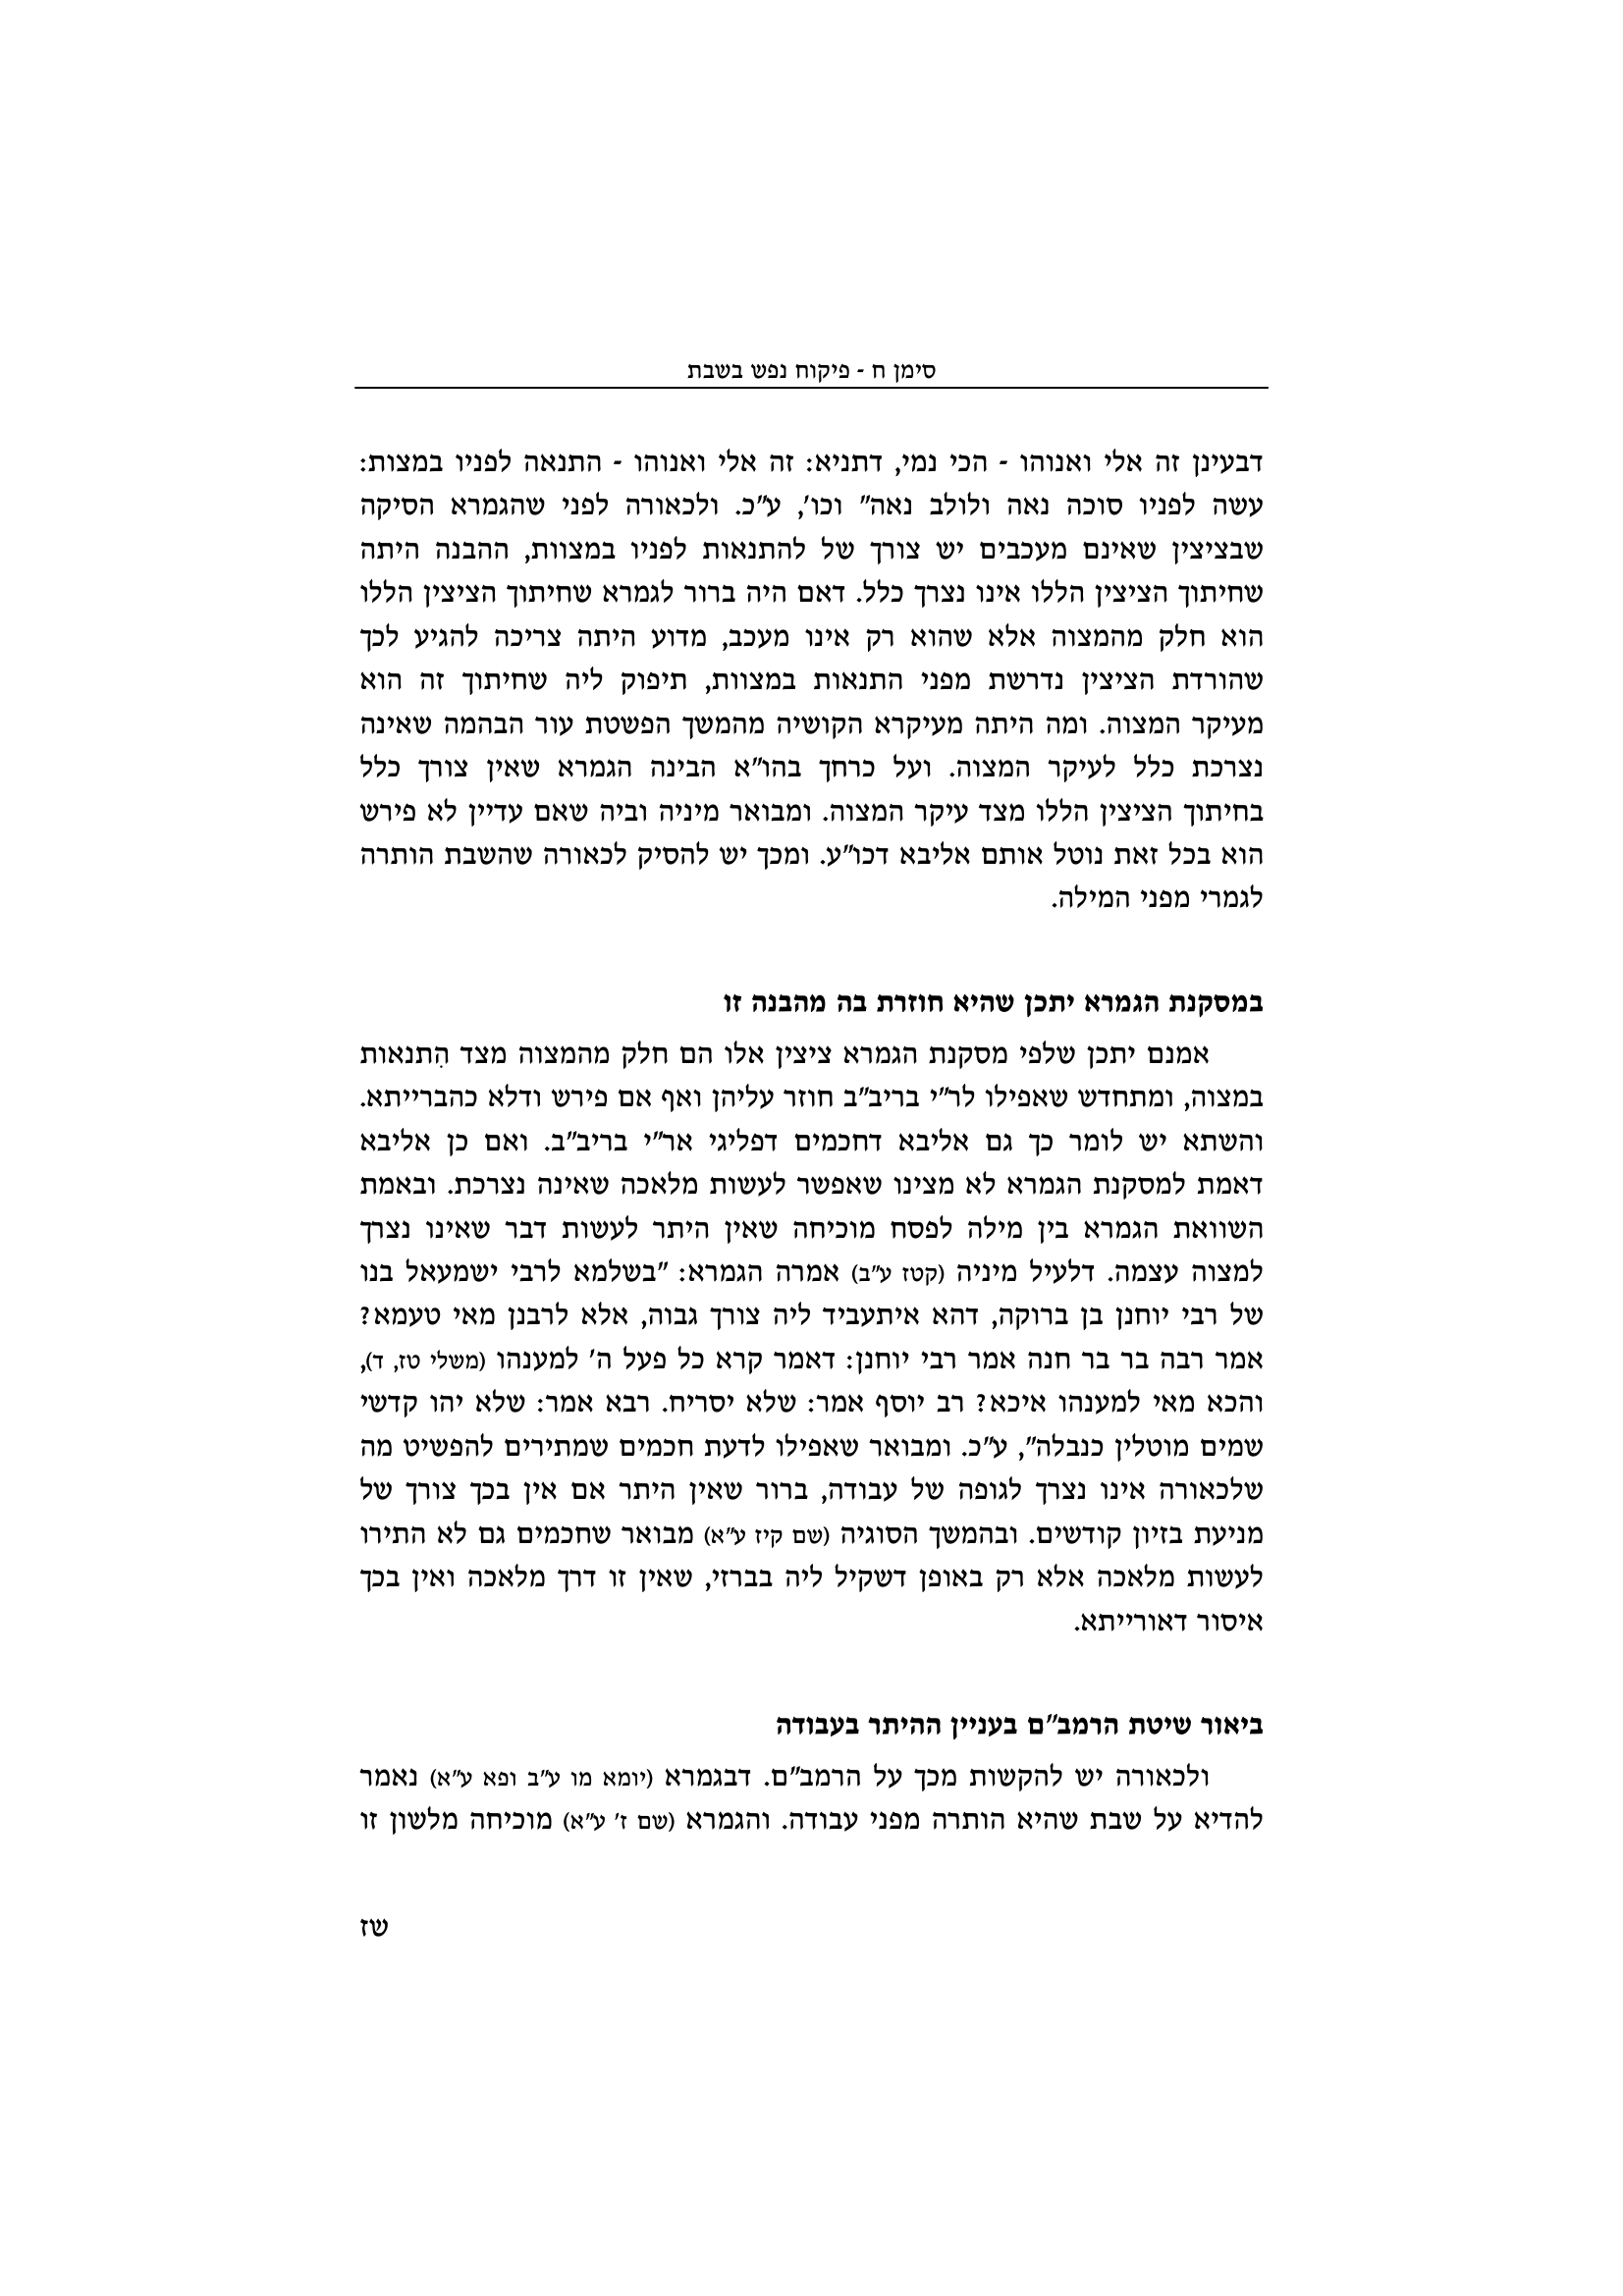 סימן ח - פיקוח נפש בשבת
דבעינן זה אלי ואנוהו - הכי נמי, דתניא: זה אלי ואנוהו - התנאה לפניו במצות:
עשה לפניו סוכה נאה ולולב נאה" וכו', ע"כ. ולכאורה לפני שהגמרא הסיקה
שבציצין שאינם מעכבים יש צורך של להתנאות לפניו במצוות, ההבנה היתה
שחיתוך הציצין הללו אינו נצרך כלל. דאם היה ברור לגמרא שחיתוך הציצין הללו
הוא חלק מהמצוה אלא שהוא רק אינו מעכב, מדוע היתה צריכה להגיע לכך
שהורדת הציצין נדרשת מפני התנאות במצוות, תיפוק ליה שחיתוך זה הוא
מעיקר המצוה. ומה היתה מעיקרא הקושיה מהמשך הפשטת עור הבהמה שאינה
נצרכת כלל לעיקר המצוה. ועל כרחך בהו"א הבינה הגמרא שאין צורך כלל
בחיתוך הציצין הללו מצד עיקר המצוה. ומבואר מיניה וביה שאם עדיין לא פירש
הוא בכל זאת נוטל אותם אליבא דכו"ע. ומכך יש להסיק לכאורה שהשבת הותרה
לגמרי מפני המילה.
במסקנת הגמרא יתכן שהיא חוזרת בה מהבנה זו
אמנם יתכן שלפי מסקנת הגמרא ציצין אלו הם חלק מהמצוה מצד הִתנאות
במצוה, ומתחדש שאפילו לר"י בריב"ב חוזר עליהן ואף אם פירש ודלא כהברייתא.
והשתא יש לומר כך גם אליבא דחכמים דפליגי אר"י בריב"ב. ואם כן אליבא
דאמת למסקנת הגמרא לא מצינו שאפשר לעשות מלאכה שאינה נצרכת. ובאמת
השוואת הגמרא בין מילה לפסח מוכיחה שאין היתר לעשות דבר שאינו נצרך
למצוה עצמה. דלעיל מיניה (קטז ע"ב) אמרה הגמרא: "בשלמא לרבי ישמעאל בנו
של רבי יוחנן בן ברוקה, דהא איתעביד ליה צורך גבוה, אלא לרבנן מאי טעמא?
אמר רבה בר בר חנה אמר רבי יוחנן: דאמר קרא כל פעל ה' למענהו (משלי טז, ד),
והכא מאי למענהו איכא? רב יוסף אמר: שלא יסריח. רבא אמר: שלא יהו קדשי
שמים מוטלין כנבלה", ע"כ. ומבואר שאפילו לדעת חכמים שמתירים להפשיט מה
שלכאורה אינו נצרך לגופה של עבודה, ברור שאין היתר אם אין בכך צורך של
מניעת בזיון קודשים. ובהמשך הסוגיה (שם קיז ע"א) מבואר שחכמים גם לא התירו
לעשות מלאכה אלא רק באופן דשקיל ליה בברזי, שאין זו דרך מלאכה ואין בכך
איסור דאורייתא.
ביאור שיטת הרמב"ם בעניין ההיתר בעבודה
ולכאורה יש להקשות מכך על הרמב"ם. דבגמרא (יומא מו ע"ב ופא ע"א) נאמר
להדיא על שבת שהיא הותרה מפני עבודה. והגמרא (שם ז' ע"א) מוכיחה מלשון זו
שז